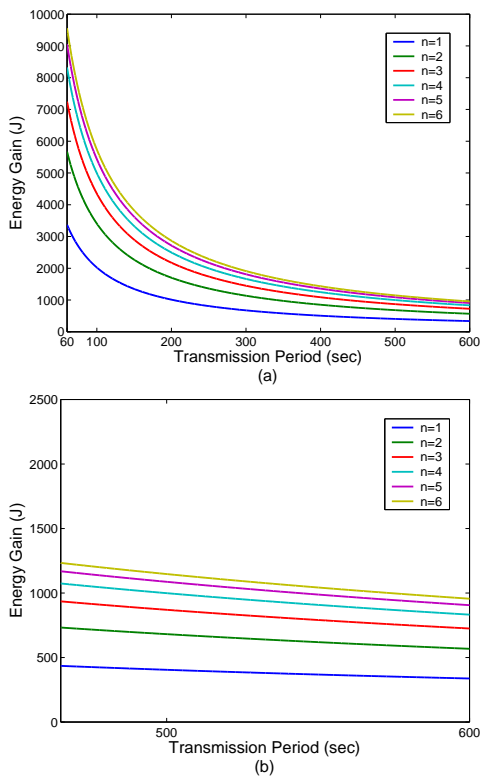 10000
9000
8000
7000
6000
5000
4000
3000
2000
1000
0
Energy Gain (J)
n=1
n=2
n=3
n=4
n=5
n=6
60 100 200 300 400 500 600
Transmission Period (sec)
(a)
2500
2000
1500
1000
500
0
Energy Gain (J)
n=1
n=2
n=3
n=4
n=5
n=6
500 600
Transmission Period (sec)
(b)